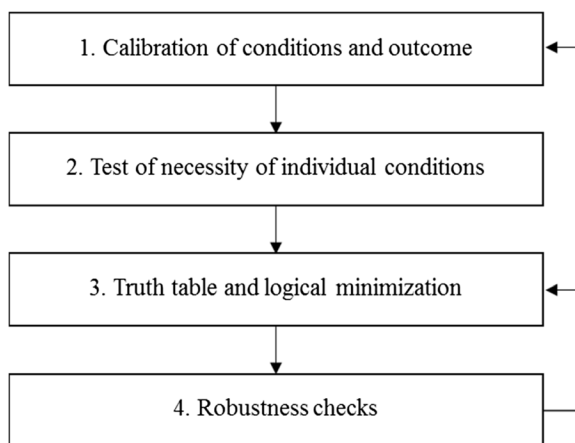 1. Calibration of conditions and outcome
2. Test of necessity of individual conditions
3. Truth table and logical minimization
4. Robustness checks